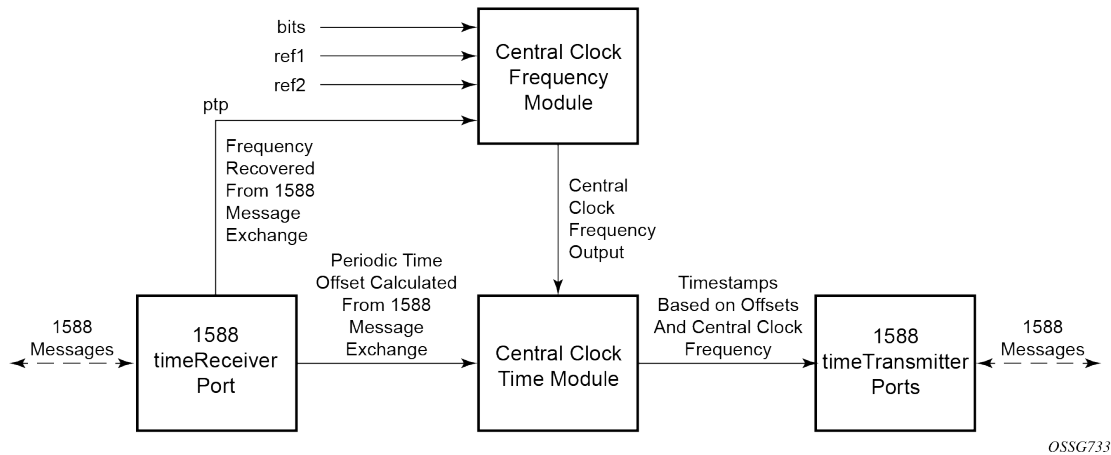 bits
ref1
ref2
ptp
Central Clock
Frequency
Module
Frequency
Recovered
From 1588
Message
Exchange
Central
Clock
Frequency
Output
Periodic Time
Offset Calculated
From 1588
Message
Exchange
Timestamps
Based on Offsets
And Central Clock
Frequency
1588
Messages
1588
timeReceiver
Port
Central Clock
Time Module
1588
timeTransmitter
Ports
1588
Messages
OSSG733